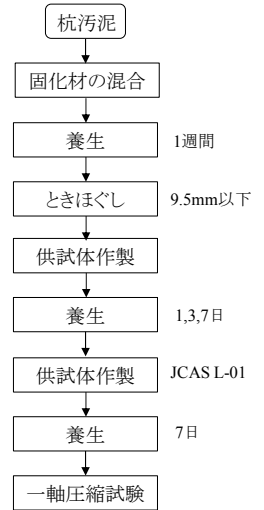 杭汚泥
固化材の混合
養生 1週間
ときほぐし 9.5mm以下
供試体作製
養生 1,3,7日
供試体作製 JCAS L-01
養生 7日
一軸圧縮試験